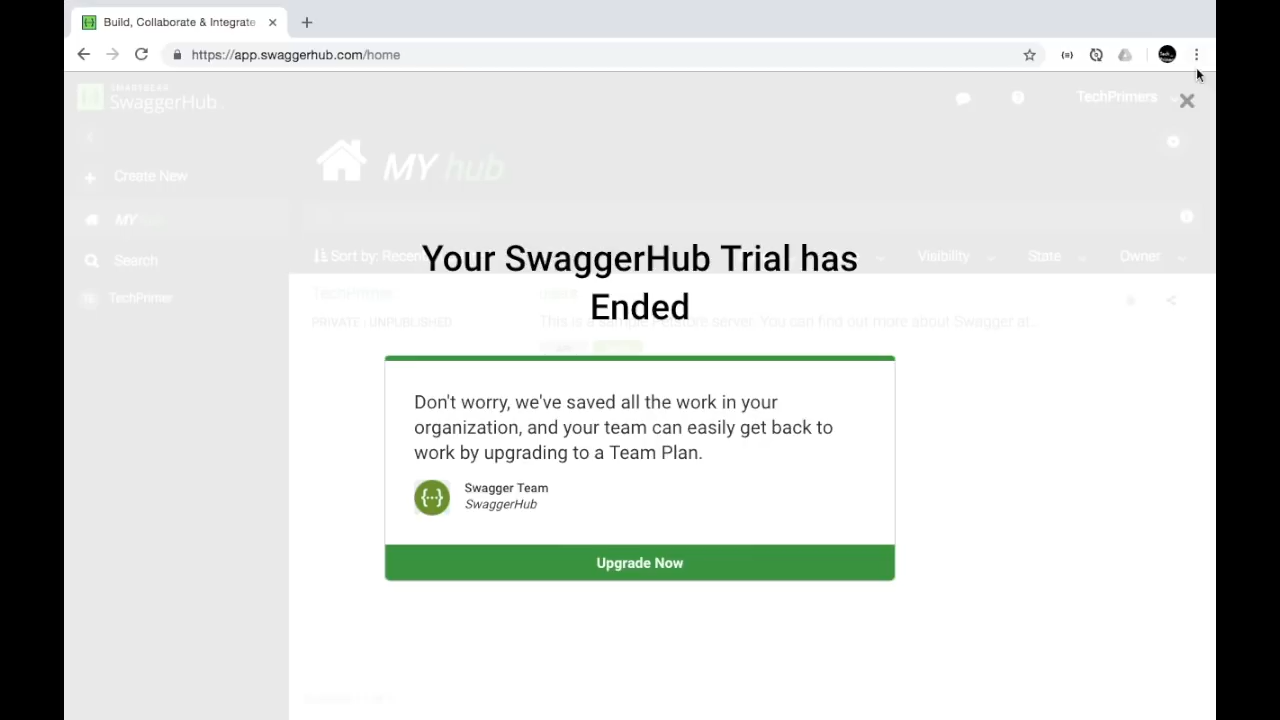 Build, Collaborate & Integrate
https://app.swaggerhub.com/home
SMARTBEAR
SwaggerHub
TechPrimers
MY hub
Create New
MY
Search
Sort by: Recen
Visibility
State
Owner
Your SwaggerHub Trial has
Ended
TechPrimer
PRIVATE | UNPUBLISHED
This is a sample Petstore server. You can find out more about Swagger at...
Don't worry, we've saved all the work in your
organization, and your team can easily get back to
work by upgrading to a Team Plan.
Swagger Team
SwaggerHub
Upgrade Now